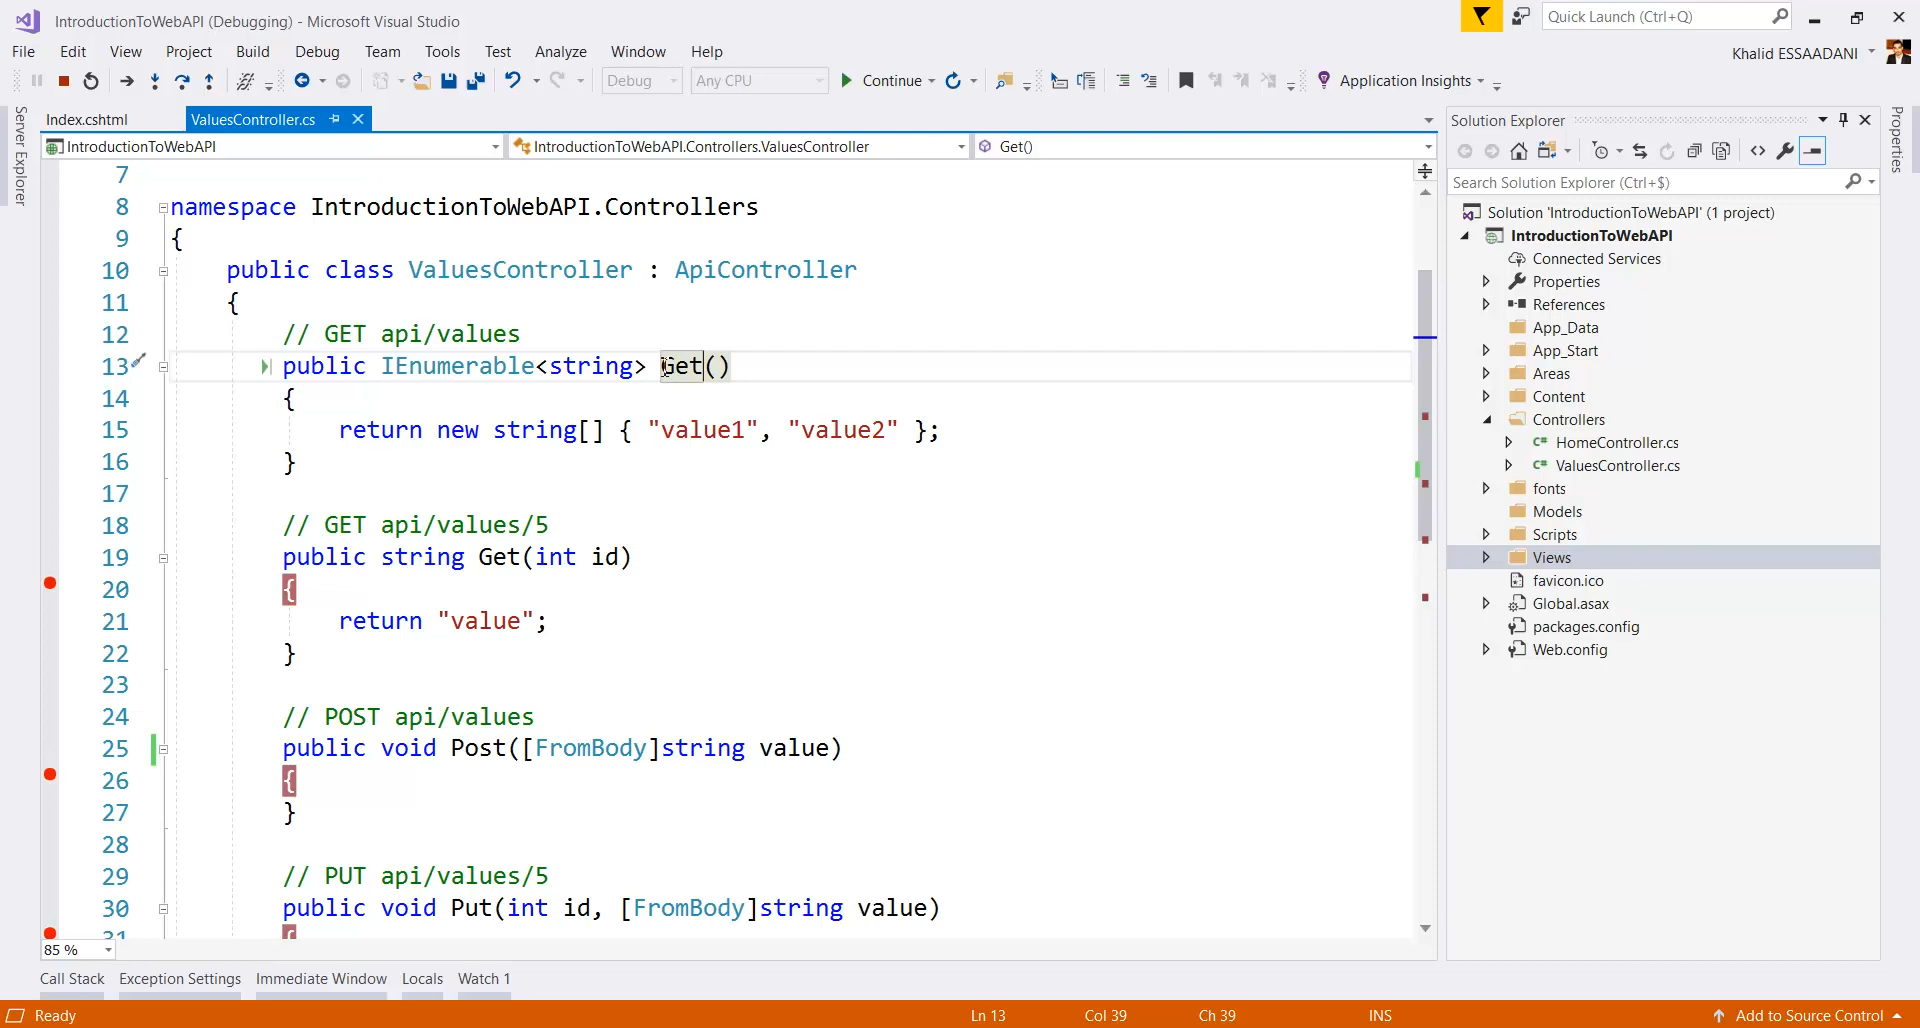 IntroductionToWebAPI (Debugging) - Microsoft Visual Studio
Quick Launch (Ctrl+Q)
File Edit View Project Build Debug Team Tools Test Analyze Window Help
Khalid ESSAADANI
Debug Any CPU Continue Application Insights
Server Explorer
Index.cshtml ValuesController.cs
IntroductionToWebAPI IntroductionToWebAPI.Controllers.ValuesController Get()
7
8 namespace IntroductionToWebAPI.Controllers
9 {
10 public class ValuesController : ApiController
11 {
12 // GET api/values
13 public IEnumerable<string> Get()
14 {
15 return new string[] { "value1", "value2" };
16 }
17
18 // GET api/values/5
19 public string Get(int id)
20 {
21 return "value";
22 }
23
24 // POST api/values
25 public void Post([FromBody]string value)
26 {
27 }
28
29 // PUT api/values/5
30 public void Put(int id, [FromBody]string value)
31 {
85 %
Solution Explorer
Search Solution Explorer (Ctrl+$)
Solution 'IntroductionToWebAPI' (1 project)
IntroductionToWebAPI
Connected Services
Properties
References
App_Data
App_Start
Areas
Content
Controllers
C# HomeController.cs
C# ValuesController.cs
fonts
Models
Scripts
Views
favicon.ico
Global.asax
packages.config
Web.config
Properties
Call Stack Exception Settings Immediate Window Locals Watch 1
Ready Ln 13 Col 39 Ch 39 INS Add to Source Control